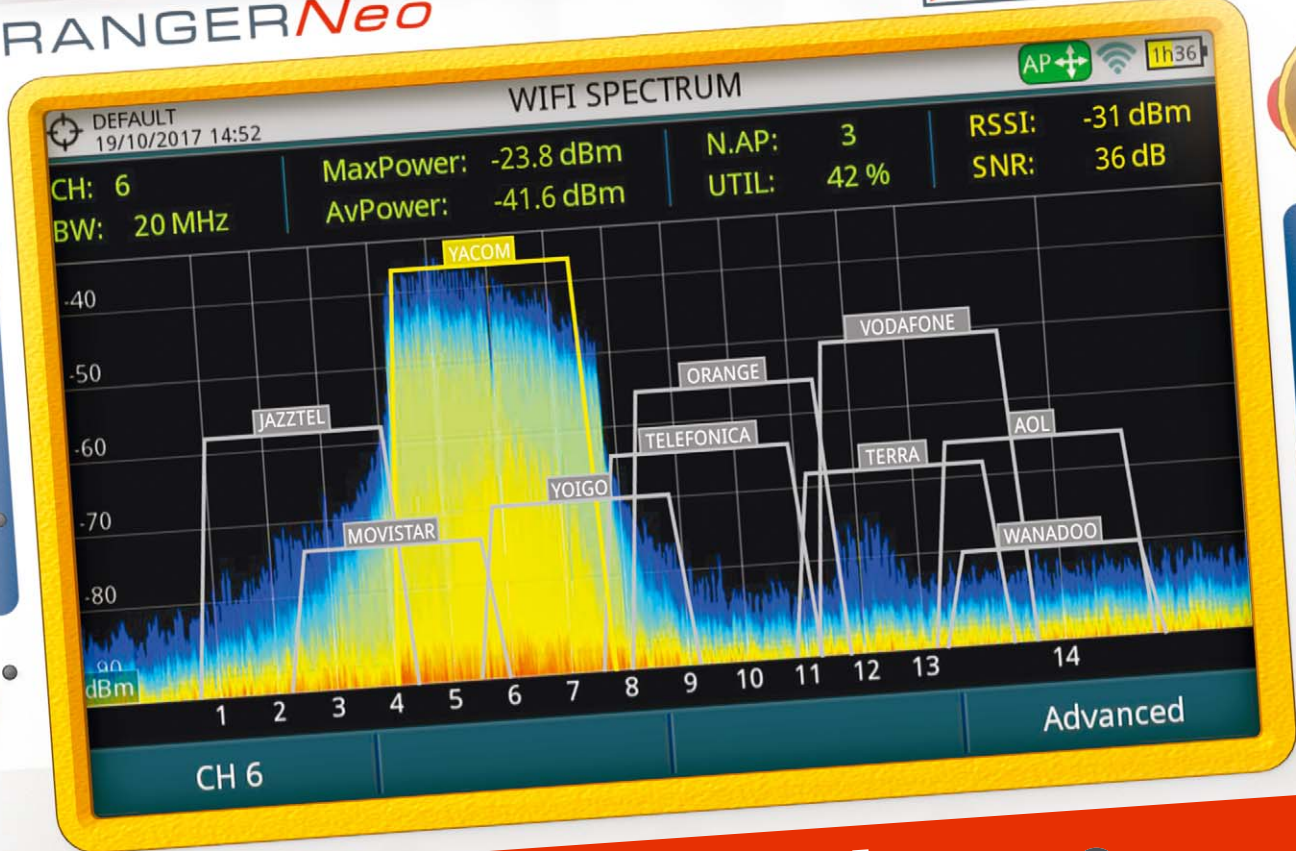 RANGERNeo
DEFAULT
19/10/2017 14:52
WIFI SPECTRUM
AP
1h36
CH: 6
BW: 20 MHz
MaxPower: -23.8 dBm
AvPower: -41.6 dBm
N.AP: 3
UTIL: 42 %
RSSI: -31 dBm
SNR: 36 dB
YACOM
VODAFONE
ORANGE
JAZZTEL
TELEFONICA
AOL
TERRA
YOIGO
MOVISTAR
WANADOO
-40
-50
-60
-70
-80
90
dBm
1 2 3 4 5 6 7 8 9 10 11 12 13 14
CH 6
Advanced